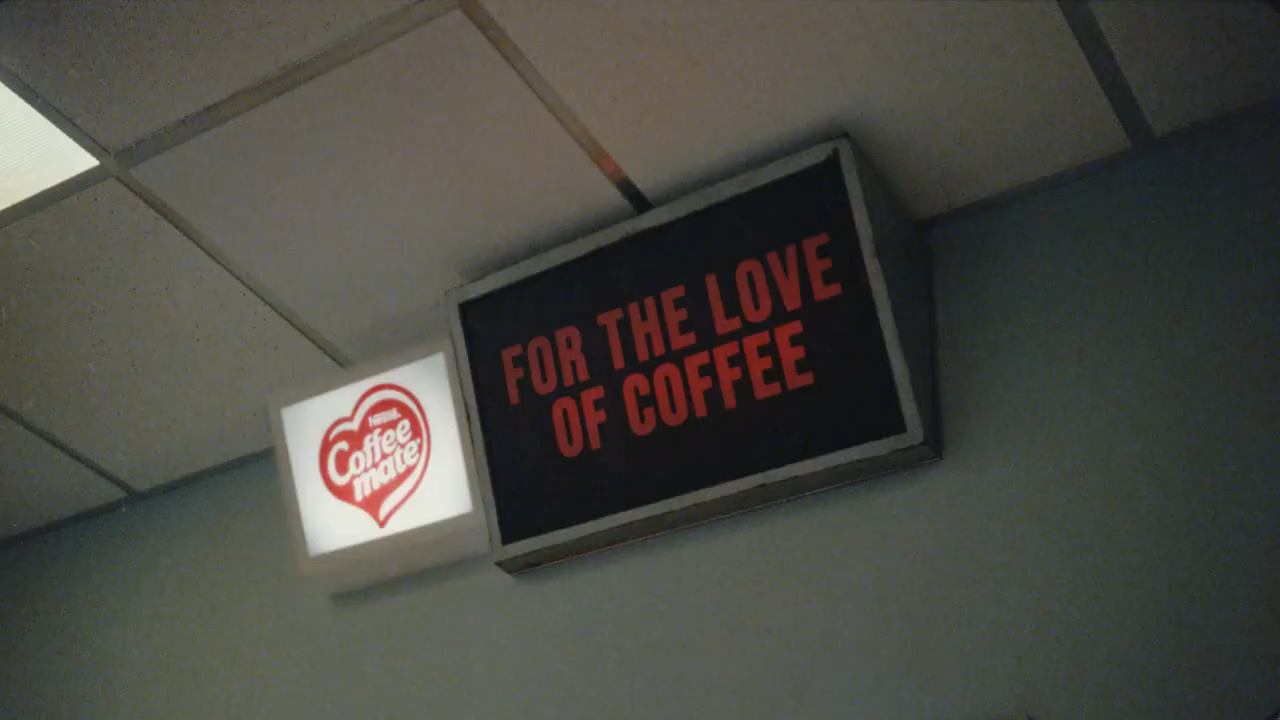 Nestlé
Coffee
mate
FOR THE LOVE
OF COFFEE